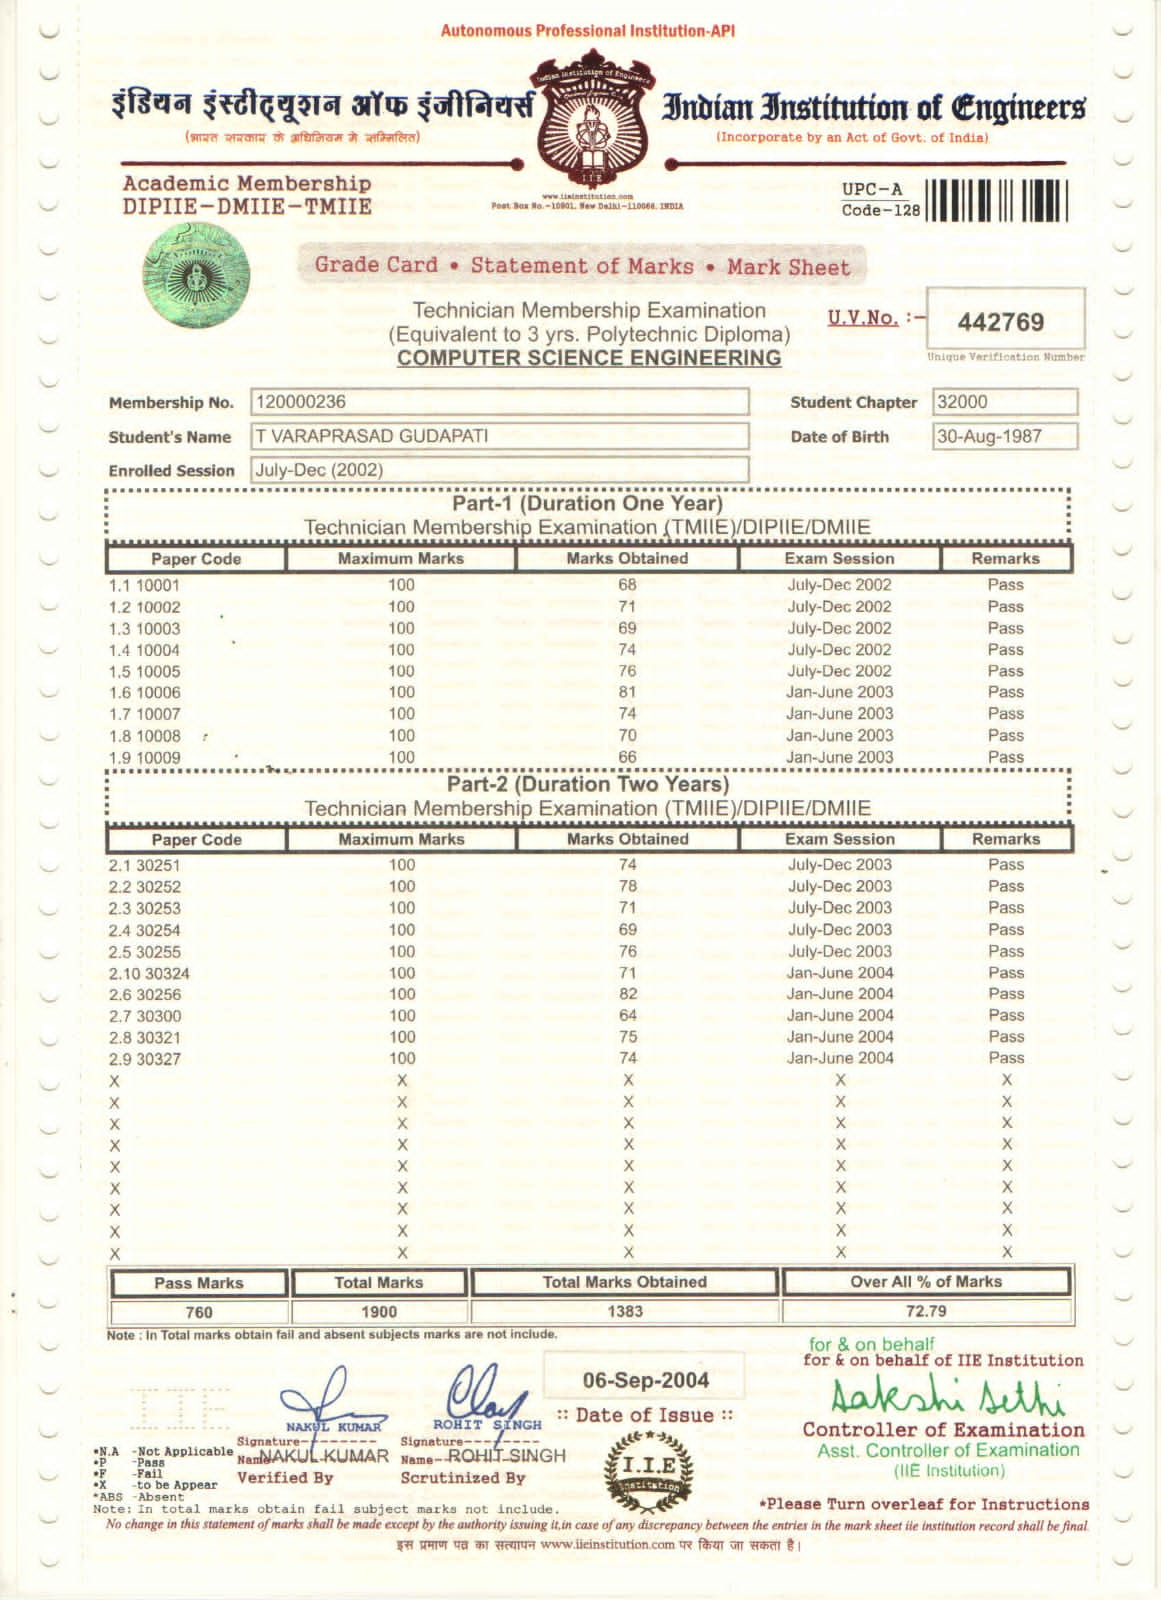 Autonomous Professional Institution-API
Indian Institution of Engineers
इंडियन इंस्टीट्यूशन ऑफ इंजीनियर्स
Indian Institution of Engineers
(भारत सरकार के अधिनियम में सम्मिलित)
(Incorporate by an Act of Govt. of India)
I I E
www.iieinstitution.com
Post Box No.-10901, New Delhi-110066, INDIA
Academic Membership
DIPIIE-DMIIE-TMIIE
UPC-A
Code-128
Grade Card • Statement of Marks • Mark Sheet
Technician Membership Examination
(Equivalent to 3 yrs. Polytechnic Diploma)
COMPUTER SCIENCE ENGINEERING
U.V.No. :- 442769
Unique Verification Number
Membership No. 120000236 Student Chapter 32000
Student's Name T VARAPRASAD GUDAPATI Date of Birth 30-Aug-1987
Enrolled Session July-Dec (2002)
Part-1 (Duration One Year)
Technician Membership Examination (TMIIE)/DIPIIE/DMIIE
Paper Code Maximum Marks Marks Obtained Exam Session Remarks
1.1 10001 100 68 July-Dec 2002 Pass
1.2 10002 100 71 July-Dec 2002 Pass
1.3 10003 100 69 July-Dec 2002 Pass
1.4 10004 100 74 July-Dec 2002 Pass
1.5 10005 100 76 July-Dec 2002 Pass
1.6 10006 100 81 Jan-June 2003 Pass
1.7 10007 100 74 Jan-June 2003 Pass
1.8 10008 100 70 Jan-June 2003 Pass
1.9 10009 100 66 Jan-June 2003 Pass
Part-2 (Duration Two Years)
Technician Membership Examination (TMIIE)/DIPIIE/DMIIE
Paper Code Maximum Marks Marks Obtained Exam Session Remarks
2.1 30251 100 74 July-Dec 2003 Pass
2.2 30252 100 78 July-Dec 2003 Pass
2.3 30253 100 71 July-Dec 2003 Pass
2.4 30254 100 69 July-Dec 2003 Pass
2.5 30255 100 76 July-Dec 2003 Pass
2.10 30324 100 71 Jan-June 2004 Pass
2.6 30256 100 82 Jan-June 2004 Pass
2.7 30300 100 64 Jan-June 2004 Pass
2.8 30321 100 75 Jan-June 2004 Pass
2.9 30327 100 74 Jan-June 2004 Pass
X X X X X
X X X X X
X X X X X
X X X X X
X X X X X
X X X X X
X X X X X
X X X X X
X X X X X
Pass Marks Total Marks Total Marks Obtained Over All % of Marks
760 1900 1383 72.79
Note : In Total marks obtain fail and absent subjects marks are not include.
for & on behalf
for & on behalf of IIE Institution
IIE
06-Sep-2004
:: Date of Issue ::
Sakshi Sethi
Controller of Examination
Asst. Controller of Examination
(IIE Institution)
NAKUL KUMAR ROHIT SINGH
Signature Signature
Name NAKUL KUMAR Name ROHIT SINGH
Verified By Scrutinized By
I.I.E
Institution
*N.A -Not Applicable
*P -Pass
*F -Fail
*X -to be Appear
*ABS -Absent
Note: In total marks obtain fail subject marks not include.
*Please Turn overleaf for Instructions
No change in this statement of marks shall be made except by the authority issuing it,in case of any discrepancy between the entries in the mark sheet iie institution record shall be final.
इस प्रमाण पत्र का सत्यापन www.iieinstitution.com पर किया जा सकता है।